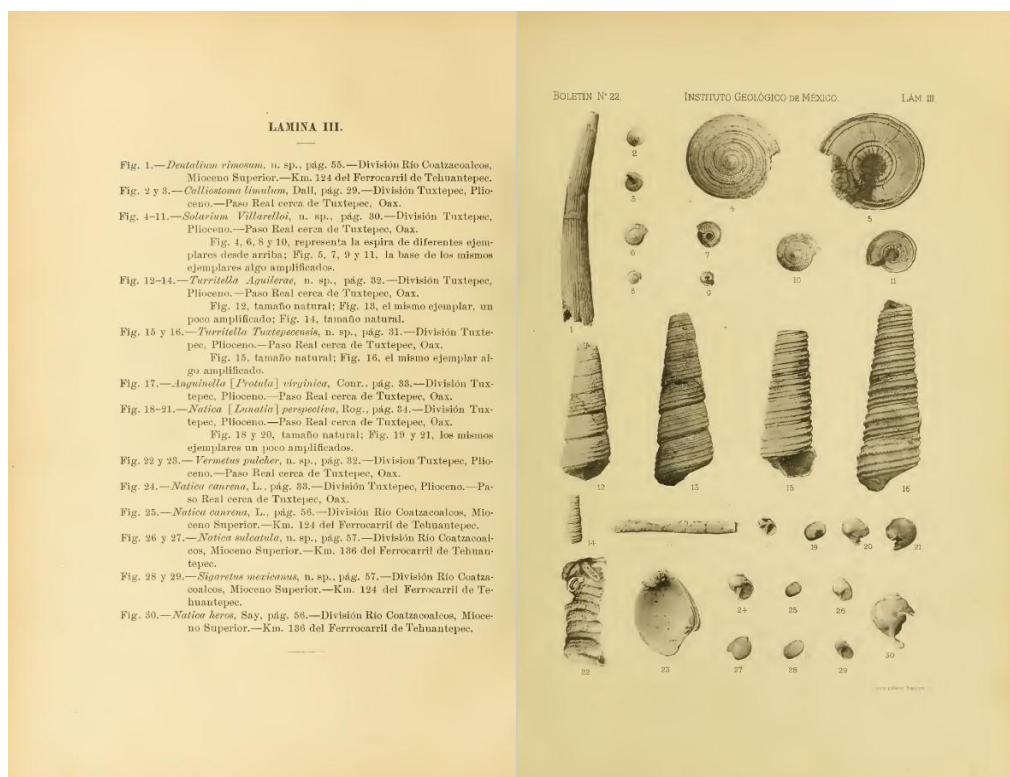 LAMINA III.
Fig. 1.—Dentalium rimosum, n. sp., pág. 55.—División Río Coatzacoalcos,
Mioceno Superior.—Km. 124 del Ferrocarril de Tehuantepec.
Fig. 2 y 3.—Calliostoma limulum, Dall, pág. 29.—División Tuxtepec, Plio-
ceno.—Paso Real cerca de Tuxtepec, Oax.
Fig. 4-11.—Solarium Villarelloi, n. sp., pág. 30.—División Tuxtepec,
Plioceno.—Paso Real cerca de Tuxtepec, Oax.
Fig. 4, 6, 8 y 10, representa la espira de diferentes ejem-
plares desde arriba; Fig. 5, 7, 9 y 11, la base de los mismos
ejemplares algo amplificados.
Fig. 12-14.—Turritella Aguilerae, n. sp., pág. 32.—División Tuxtepec,
Plioceno.—Paso Real cerca de Tuxtepec, Oax.
Fig. 12, tamaño natural; Fig. 13, el mismo ejemplar, un
poco amplificado; Fig. 14, tamaño natural.
Fig. 15 y 16.—Turritella Tuxtepecensis, n. sp., pág. 31.—División Tuxte-
pec, Plioceno.—Paso Real cerca de Tuxtepec, Oax.
Fig. 15, tamaño natural; Fig. 16, el mismo ejemplar al-
go amplificado.
Fig. 17.—Anguinella [Protula] virginica, Conr., pág. 33.—División Tux-
tepec, Plioceno.—Paso Real cerca de Tuxtepec, Oax.
Fig. 18-21.—Natica [Lunatia] perspectiva, Rog., pág. 34.—División Tux-
tepec, Plioceno.—Paso Real cerca de Tuxtepec, Oax.
Fig. 18 y 20, tamaño natural; Fig. 19 y 21, los mismos
ejemplares un poco amplificados.
Fig. 22 y 23.—Vermetus pulcher, n. sp., pág. 32.—Division Tuxtepec, Plio-
ceno.—Paso Real cerca de Tuxtepec, Oax.
Fig. 24.—Natica canrena, L., pág. 33.—División Tuxtepec, Plioceno.—Pa-
so Real cerca de Tuxtepec, Oax.
Fig. 25.—Natica canrena, L., pág. 56.—División Río Coatzacoalcos, Mio-
ceno Superior.—Km. 124 del Ferrocarril de Tehuantepec.
Fig. 26 y 27.—Natica sulcatula, n. sp., pág. 57.—División Río Coatzacoal-
cos, Mioceno Superior.—Km. 136 del Ferrocarril de Tehuan-
tepec.
Fig. 28 y 29.—Sigaretus mexicanus, n. sp., pág. 57.—División Río Coatza-
coalcos, Mioceno Superior.—Km. 124 del Ferrocarril de Te-
huantepec.
Fig. 30.—Natica heros, Say, pág. 56.—División Río Coatzacoalcos, Mioce-
no Superior.—Km. 136 del Ferrrocarril de Tehuantepec.
BOLETÍN Nº 22. INSTITUTO GEOLÓGICO DE MÉXICO. LÁM III
2
3
4
5
6
7
8
9
10
11
1
12
13
15
16
14
19
20
21
24
25
26
22
23
27
28
29
30